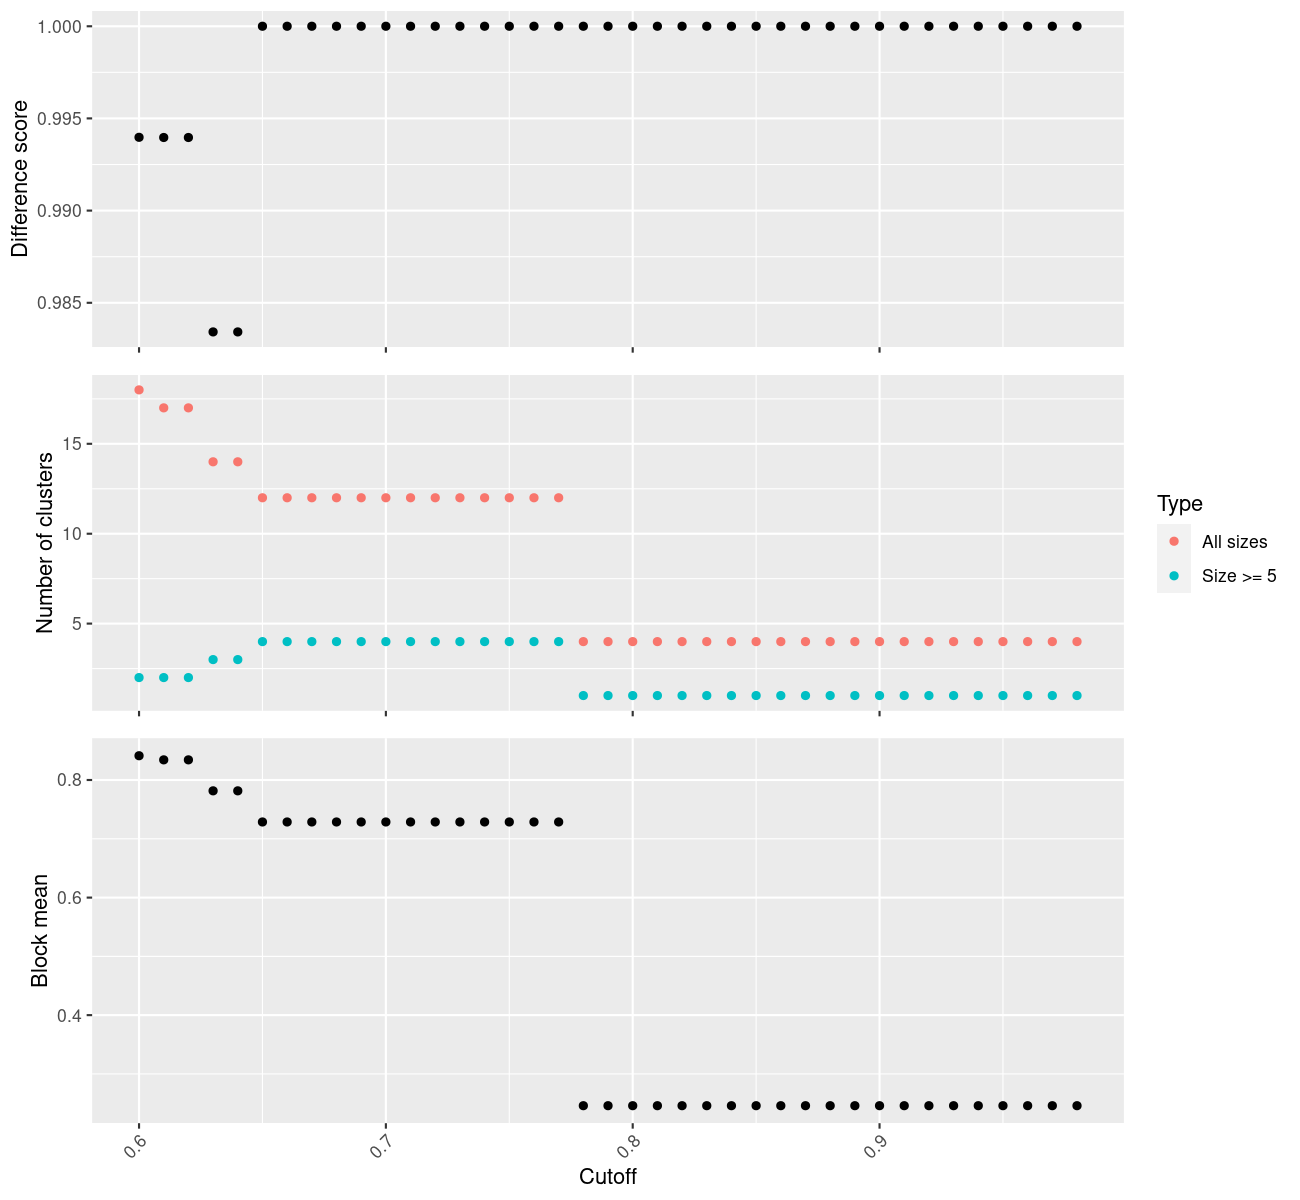 Difference score
1.000
0.995
0.990
0.985
Number of clusters
15
10
5
Type
All sizes
Size >= 5
Block mean
0.8
0.6
0.4
0.6
0.7
0.8
0.9
Cutoff